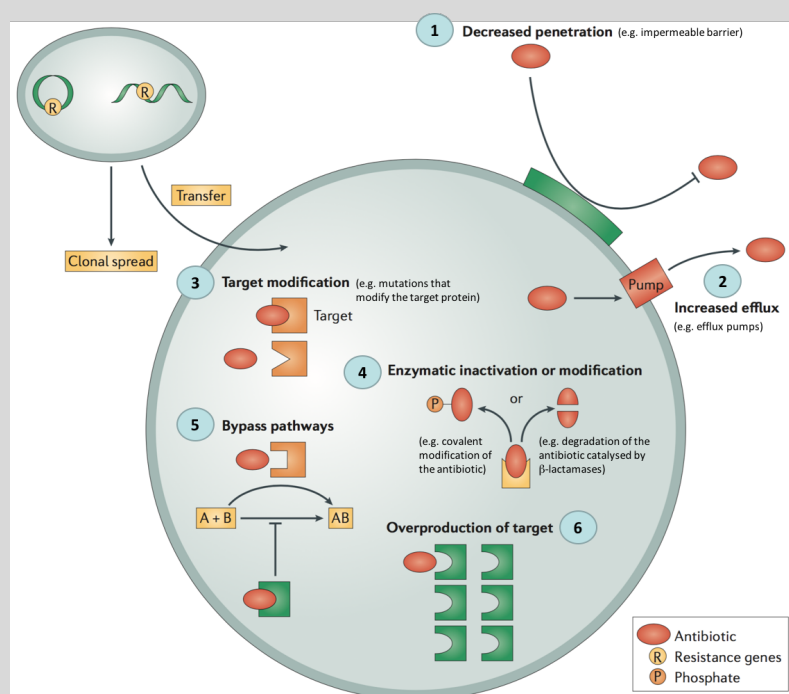 1 Decreased penetration (e.g. impermeable barrier)
R
R
Transfer
Clonal spread
Pump
2
Increased efflux
(e.g. efflux pumps)
3 Target modification (e.g. mutations that
modify the target protein)
Target
4 Enzymatic inactivation or modification
P
or
(e.g. covalent
modification of
the antibiotic)
(e.g. degradation of the
antibiotic catalysed by
β-lactamases)
5 Bypass pathways
A + B
AB
Overproduction of target 6
Antibiotic
R Resistance genes
P Phosphate